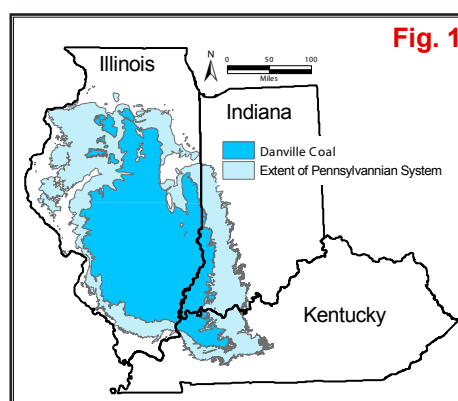 Fig. 1
Illinois
N
0 50 100
Miles
Indiana
Danville Coal
Extent of Pennsylvannian System
Kentucky